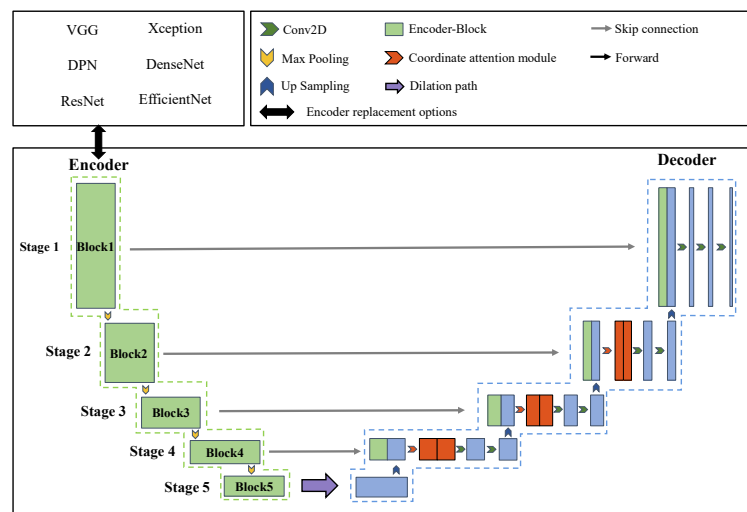 VGG
Xception
DPN
DenseNet
ResNet
EfficientNet
Conv2D
Encoder-Block
Skip connection
Max Pooling
Coordinate attention module
Forward
Up Sampling
Dilation path
Encoder replacement options
Encoder
Decoder
Stage 1
Block1
Stage 2
Block2
Stage 3
Block3
Stage 4
Block4
Stage 5
Block5